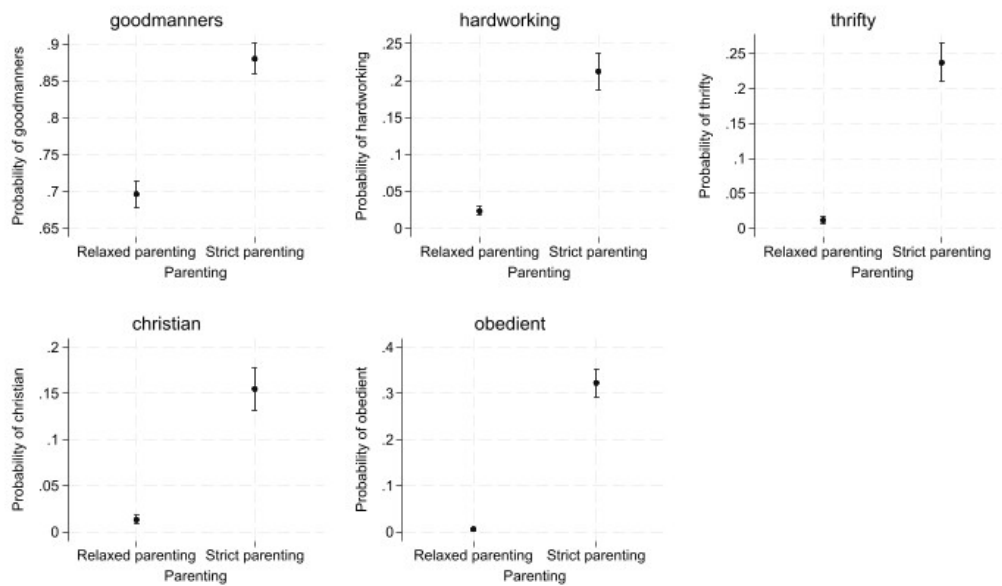 goodmanners
Probability of goodmanners
.9
.85
.8
.75
.7
.65
Relaxed parenting Strict parenting
Parenting
hardworking
Probability of hardworking
.25
.2
.15
.1
.05
0
Relaxed parenting Strict parenting
Parenting
thrifty
Probability of thrifty
.25
.2
.15
.1
.05
0
Relaxed parenting Strict parenting
Parenting
christian
Probability of christian
.2
.15
.1
.05
0
Relaxed parenting Strict parenting
Parenting
obedient
Probability of obedient
.4
.3
.2
.1
0
Relaxed parenting Strict parenting
Parenting